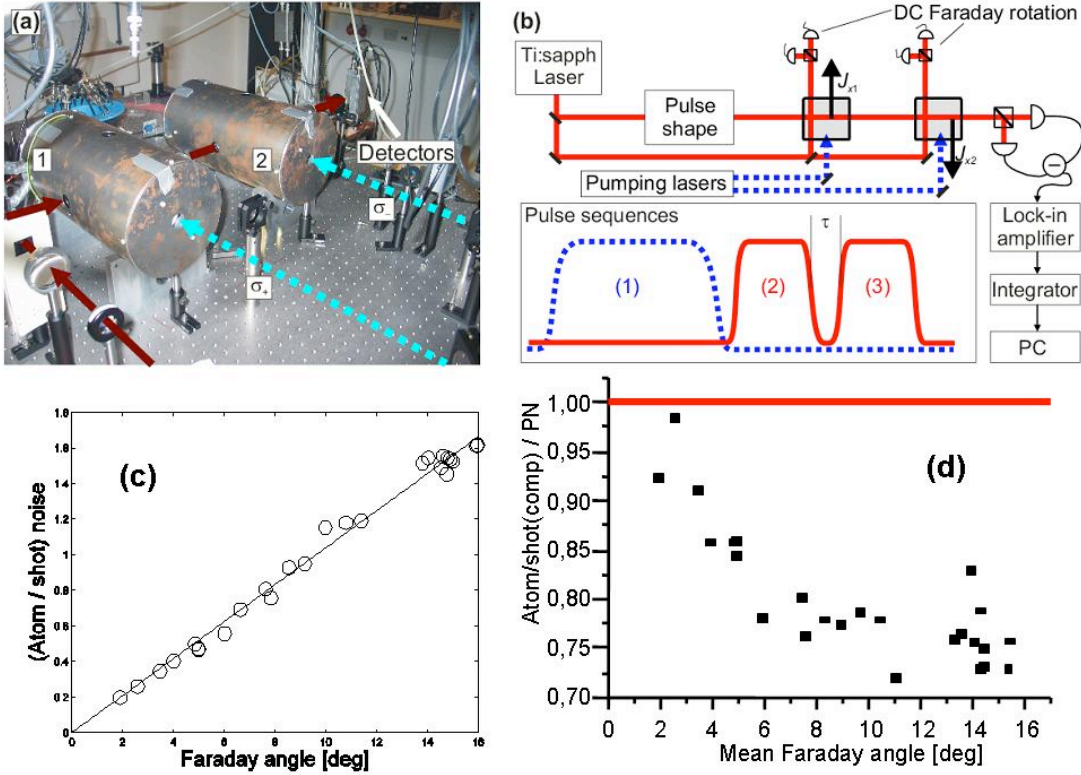 (a)
1
2
Detectors
σ₋
σ₊
(b)
DC Faraday rotation
Ti:sapph
Laser
Pulse
shape
Jx1
Jx2
Pumping lasers
Pulse sequences
τ
(1)
(2)
(3)
−
Lock-in
amplifier
Integrator
PC
(c)
(Atom / shot) noise
1.8
1.6
1.4
1.2
1
0.8
0.6
0.4
0.2
0
0 2 4 6 8 10 12 14 16
Faraday angle [deg]
(d)
Atom/shot(comp) / PN
1,00
0,95
0,90
0,85
0,80
0,75
0,70
0 2 4 6 8 10 12 14 16
Mean Faraday angle [deg]